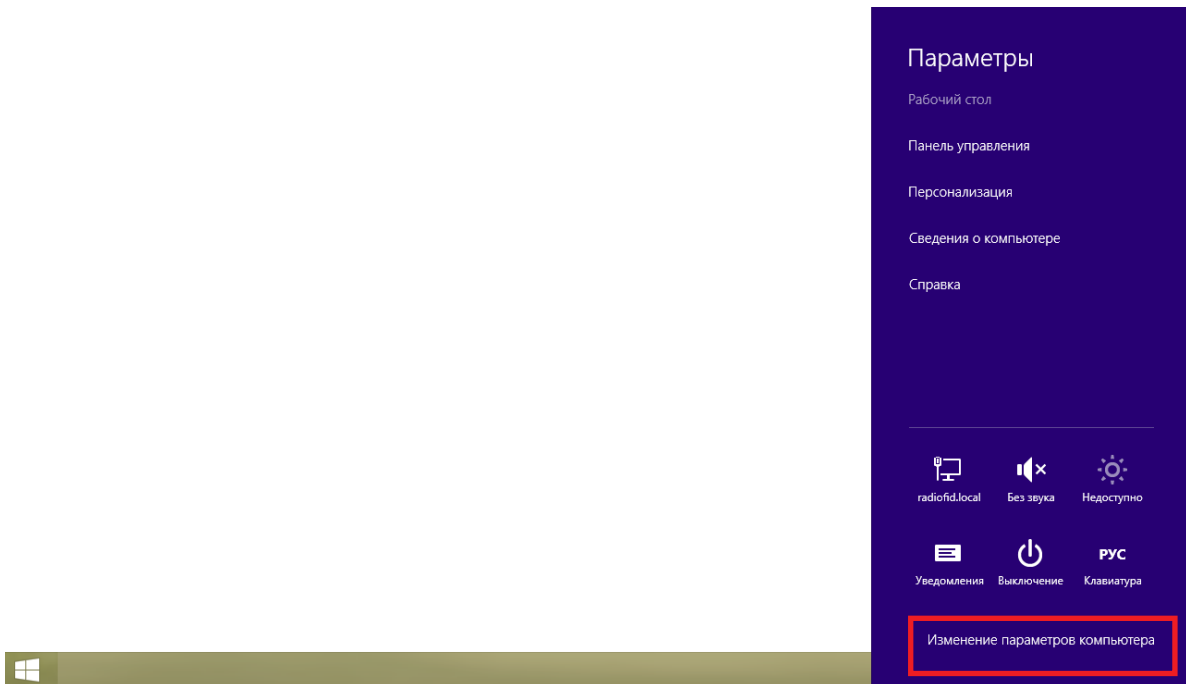 Параметры
Рабочий стол
Панель управления
Персонализация
Сведения о компьютере
Справка
radiofid.local
Без звука
Недоступно
РУС
Уведомления
Выключение
Клавиатура
Изменение параметров компьютера